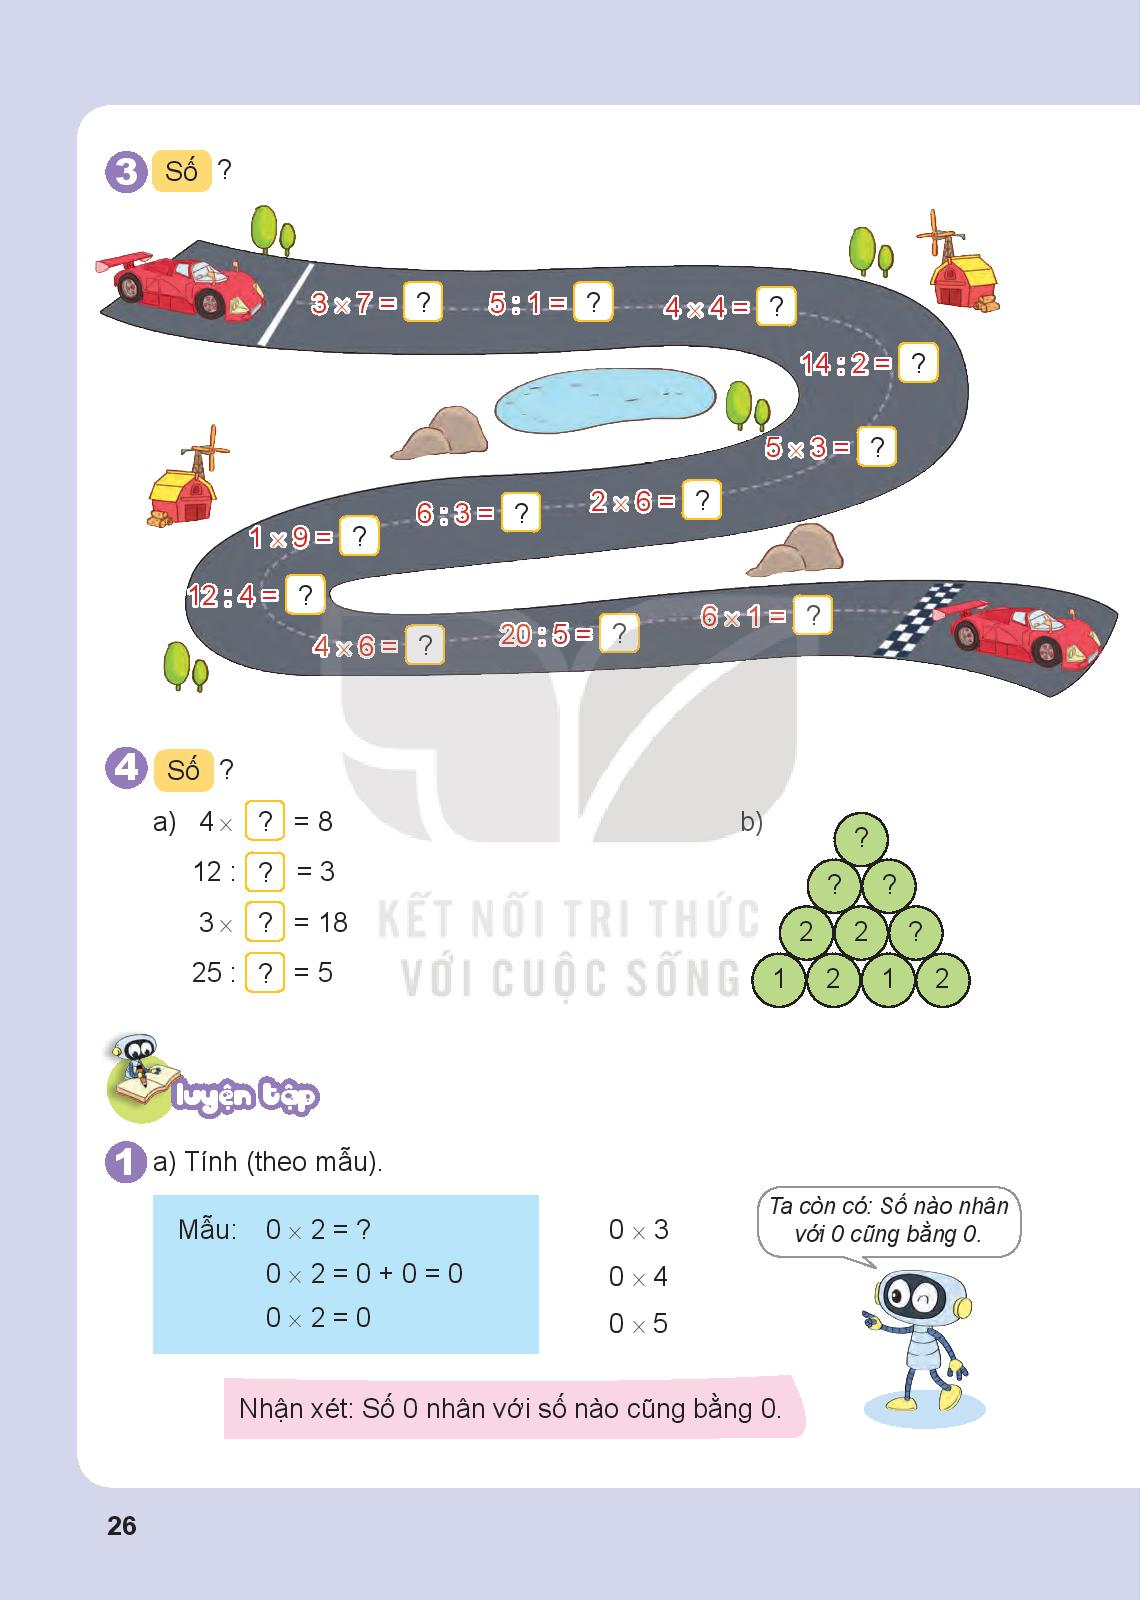 3 Số ?
3 × 7 = ? 5 : 1 = ? 4 × 4 = ?
14 : 2 = ?
5 × 3 = ?
2 × 6 = ?
6 : 3 = ?
1 × 9 = ?
12 : 4 = ?
4 × 6 = ? 20 : 5 = ? 6 × 1 = ?
4 Số ?
a) 4 × ? = 8
12 : ? = 3
3 × ? = 18
25 : ? = 5
b)
?
? ?
2 2 ?
1 2 1 2
KẾT NỐI TRI THỨC
VỚI CUỘC SỐNG
luyện tập
1 a) Tính (theo mẫu).
Mẫu: 0 × 2 = ?
0 × 2 = 0 + 0 = 0
0 × 2 = 0
0 × 3
0 × 4
0 × 5
Ta còn có: Số nào nhân
với 0 cũng bằng 0.
Nhận xét: Số 0 nhân với số nào cũng bằng 0.
26